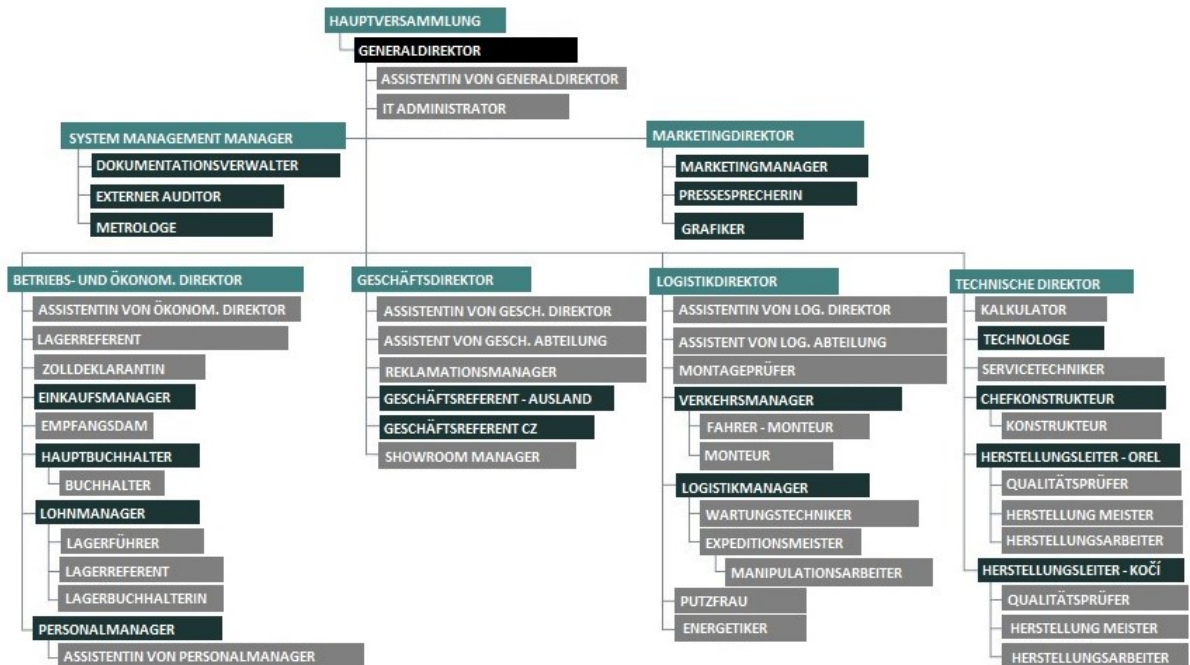 HAUPTVERSAMMLUNG
GENERALDIREKTOR
ASSISTENTIN VON GENERALDIREKTOR
IT ADMINISTRATOR
SYSTEM MANAGEMENT MANAGER
DOKUMENTATIONSVERWALTER
EXTERNER AUDITOR
METROLOGE
MARKETINGDIREKTOR
MARKETINGMANAGER
PRESSESPRECHERIN
GRAFIKER
BETRIEBS- UND ÖKONOM. DIREKTOR
ASSISTENTIN VON ÖKONOM. DIREKTOR
LAGERREFERENT
ZOLLDEKLARANTIN
EINKAUFSMANAGER
EMPFANGSDAM
HAUPTBUCHHALTER
BUCHHALTER
LOHNMANAGER
LAGERFÜHRER
LAGERREFERENT
LAGERBUCHHALTERIN
PERSONALMANAGER
ASSISTENTIN VON PERSONALMANAGER
GESCHÄFTSDIREKTOR
ASSISTENTIN VON GESCH. DIREKTOR
ASSISTENT VON GESCH. ABTEILUNG
REKLAMATIONSMANAGER
GESCHÄFTSREFERENT - AUSLAND
GESCHÄFTSREFERENT CZ
SHOWROOM MANAGER
LOGISTIKDIREKTOR
ASSISTENTIN VON LOG. DIREKTOR
ASSISTENT VON LOG. ABTEILUNG
MONTAGEPRÜFER
VERKEHRSMANAGER
FAHRER - MONTEUR
MONTEUR
LOGISTIKMANAGER
WARTUNGSTECHNIKER
EXPEDITIONSMEISTER
MANIPULATIONSARBEITER
PUTZFRAU
ENERGETIKER
TECHNISCHE DIREKTOR
KALKULATOR
TECHNOLOGE
SERVICETECHNIKER
CHEFKONSTRUKTEUR
KONSTRUKTEUR
HERSTELLUNGSLEITER - OREL
QUALITÄTSPRÜFER
HERSTELLUNG MEISTER
HERSTELLUNGSARBEITER
HERSTELLUNGSLEITER - KOČÍ
QUALITÄTSPRÜFER
HERSTELLUNG MEISTER
HERSTELLUNGSARBEITER